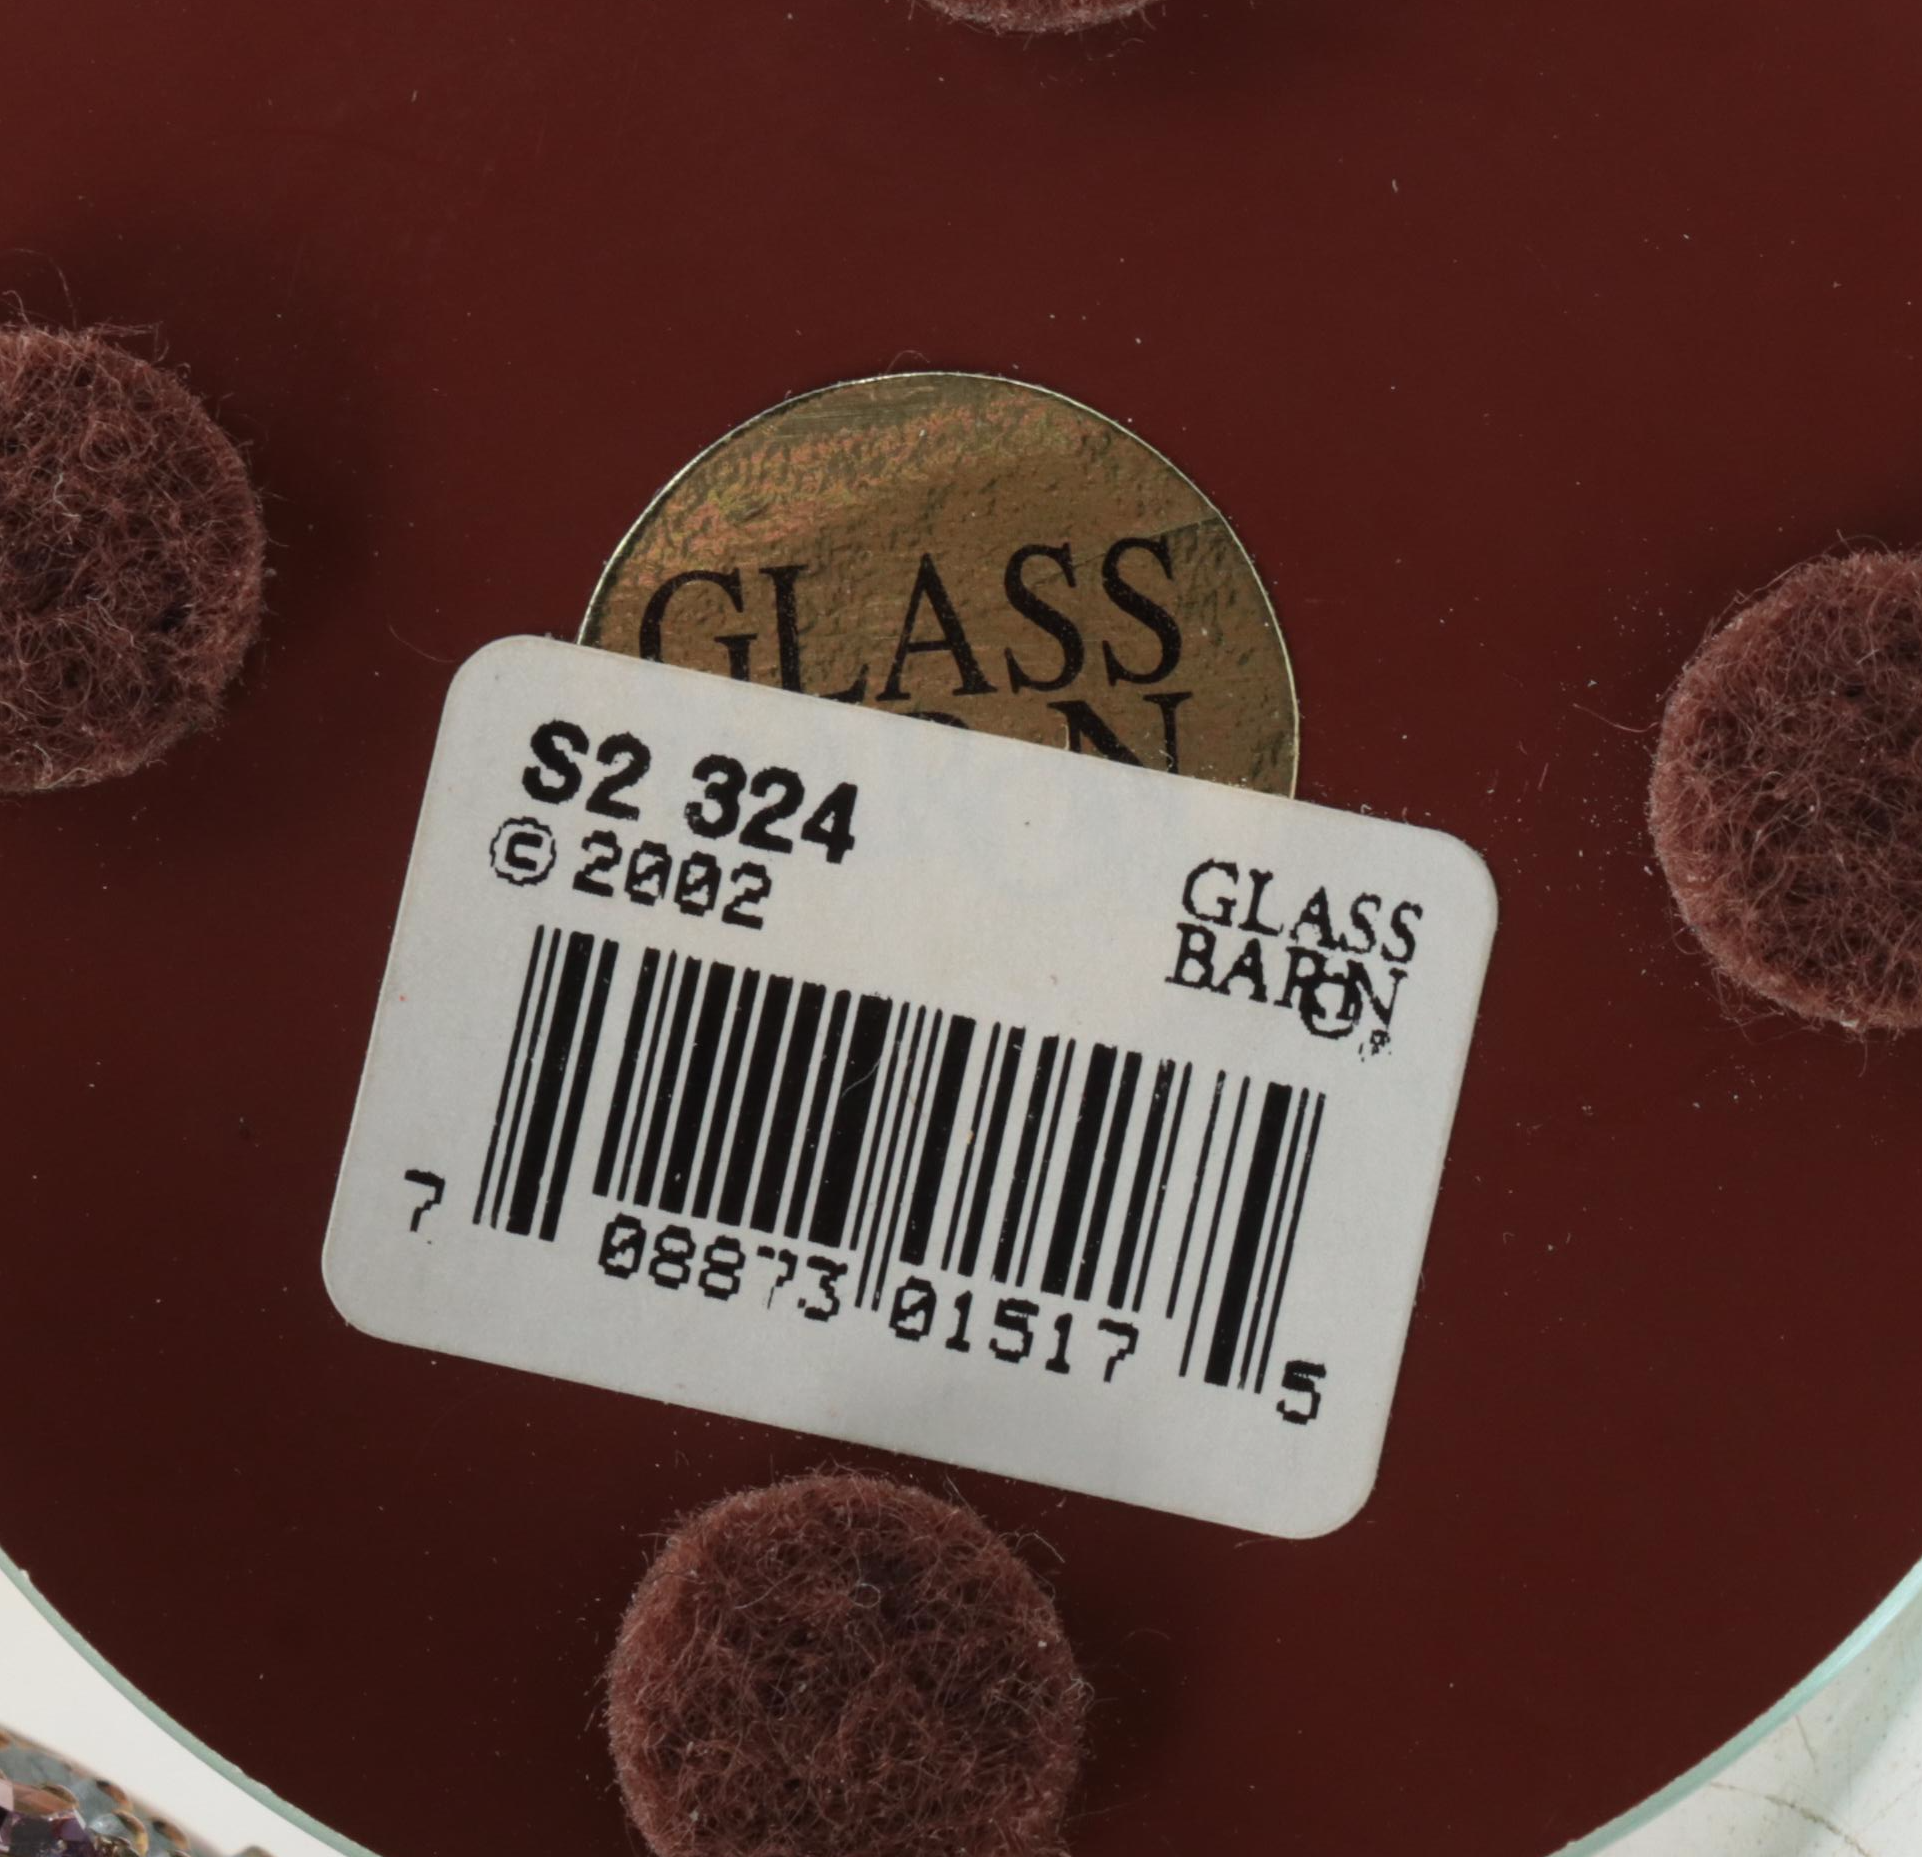 GLASS
S2 324
© 2002
GLASS
BARON®
7 08873 01517 5